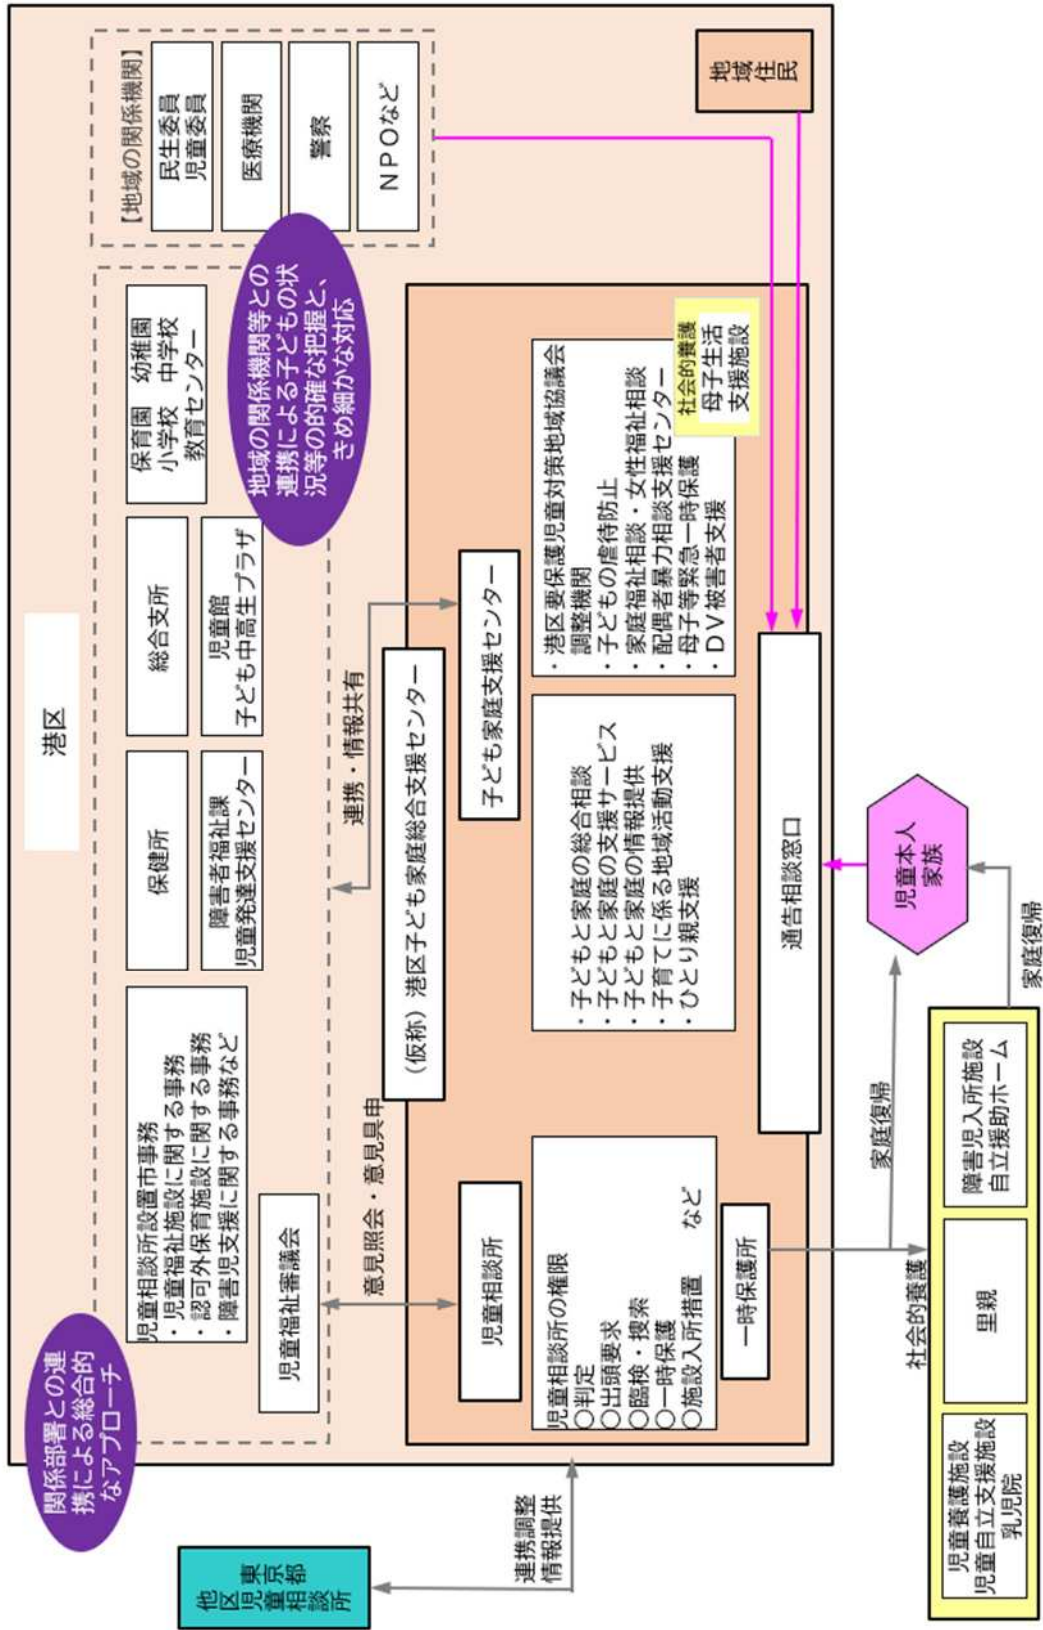 港区
関係部署との連
携による総合的
なアプローチ
児童相談所設置市事務
・児童福祉施設に関する事務
・認可外保育施設に関する事務
・障害児支援に関する事務など
保健所
総合支所
保育園 幼稚園
小学校 中学校
教育センター
障害者福祉課
児童発達支援センター
児童館
子ども中高生プラザ
児童福祉審議会
【地域の関係機関】
民生委員
児童委員
医療機関
警察
NPOなど
地域の関係機関等との
連携による子どもの状
況等の的確な把握と、
きめ細かな対応
意見照会・意見具申
連携・情報共有
(仮称)港区子ども家庭総合支援センター
児童相談所
子ども家庭支援センター
児童相談所の権限
○判定
○出頭要求
○臨検・捜索
○一時保護
○施設入所措置 など
・子どもと家庭の総合相談
・子どもと家庭の支援サービス
・子どもと家庭の情報提供
・子育てに係る地域活動支援
・ひとり親支援
・港区要保護児童対策地域協議会
調整機関
・子どもの虐待防止
・家庭福祉相談・女性福祉相談
・配偶者暴力相談支援センター
・母子等緊急一時保護
・DV被害者支援
社会的養護
母子生活
支援施設
一時保護所
通告相談窓口
地域
住民
東京都
他区児童相談所
連携調整
情報提供
児童本人
家族
家庭復帰
社会的養護
家庭復帰
児童養護施設
児童自立支援施設
乳児院
里親
障害児入所施設
自立援助ホーム